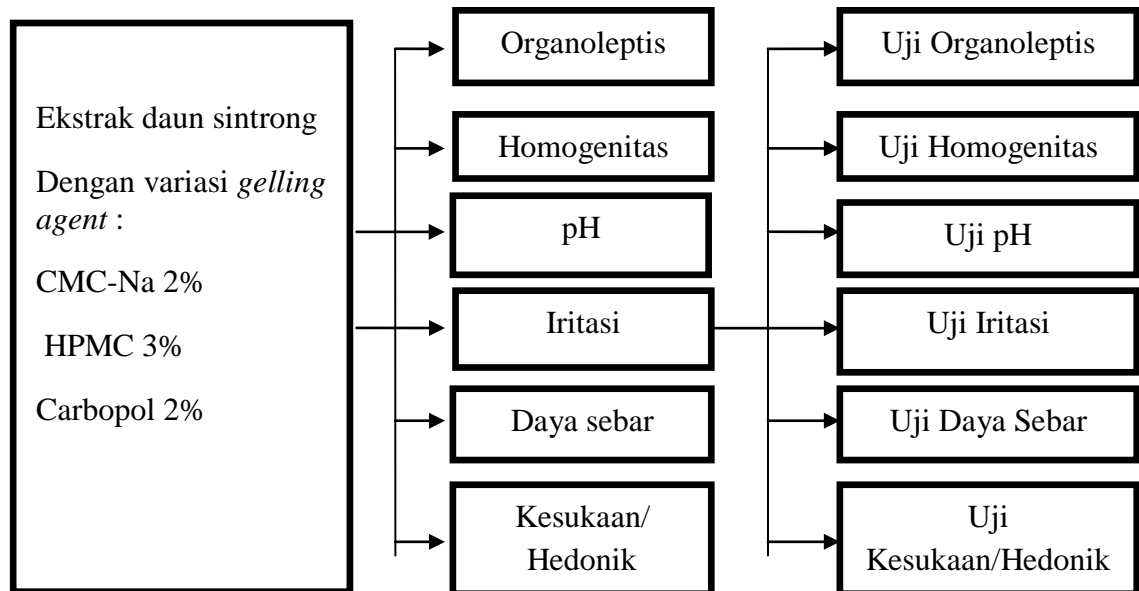 Ekstrak daun sintrong
Dengan variasi gelling
agent :
CMC-Na 2%
HPMC 3%
Carbopol 2%
Organoleptis
Homogenitas
pH
Iritasi
Daya sebar
Kesukaan/
Hedonik
Uji Organoleptis
Uji Homogenitas
Uji pH
Uji Iritasi
Uji Daya Sebar
Uji
Kesukaan/Hedonik